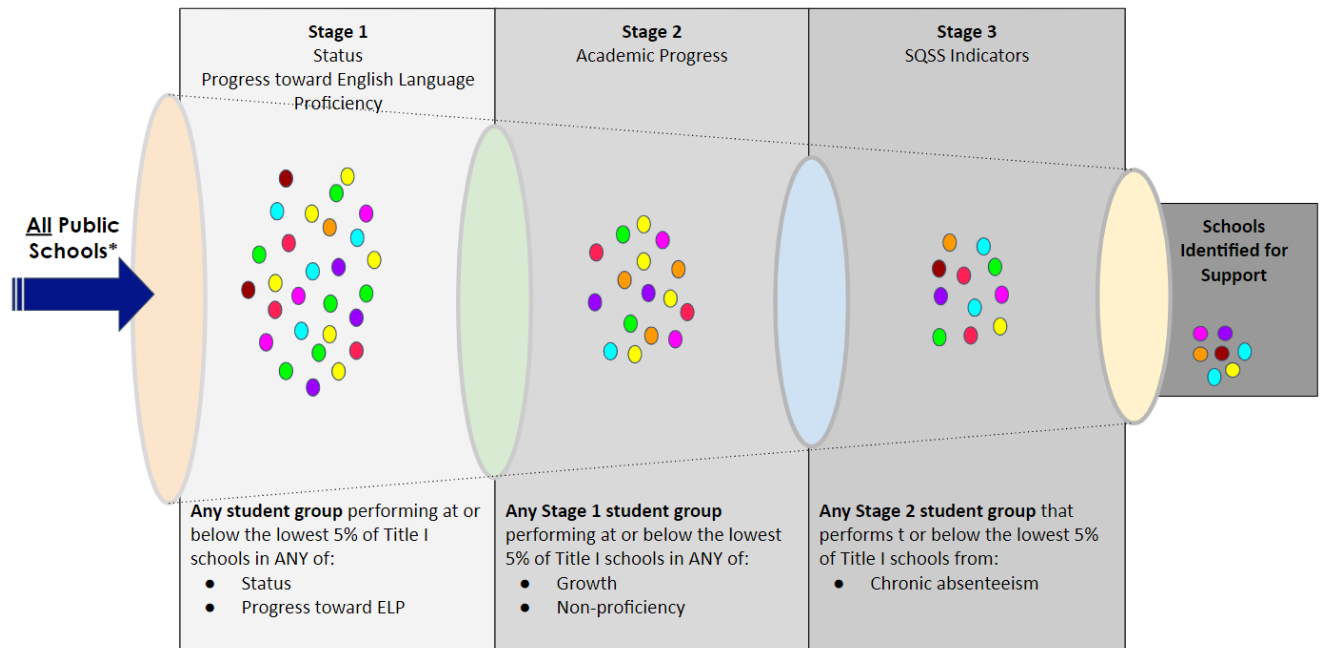 Stage 1
Status
Progress toward English Language
Proficiency
Stage 2
Academic Progress
Stage 3
SQSS Indicators
All Public
Schools*
Schools
Identified for
Support
Any student group performing at or
below the lowest 5% of Title I
schools in ANY of:
● Status
● Progress toward ELP
Any Stage 1 student group
performing at or below the lowest
5% of Title I schools in ANY of:
● Growth
● Non-proficiency
Any Stage 2 student group that
performs t or below the lowest 5%
of Title I schools from:
● Chronic absenteeism